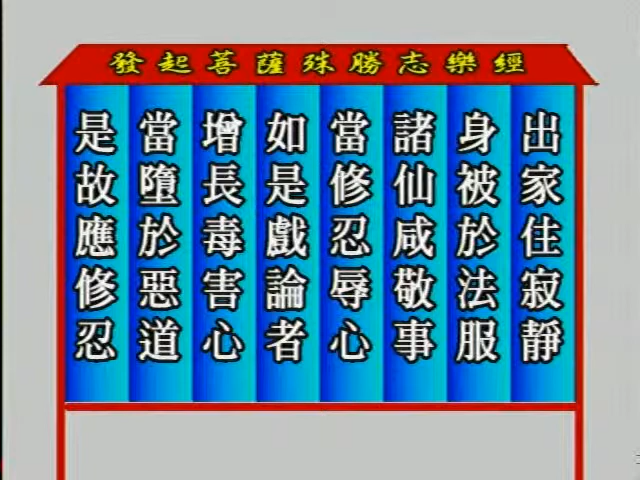 發起菩薩殊勝志樂經
出家住寂靜
身被於法服
諸仙咸敬事
當修忍辱心
如是戲論者
增長毒害心
當墮於惡道
是故應修忍